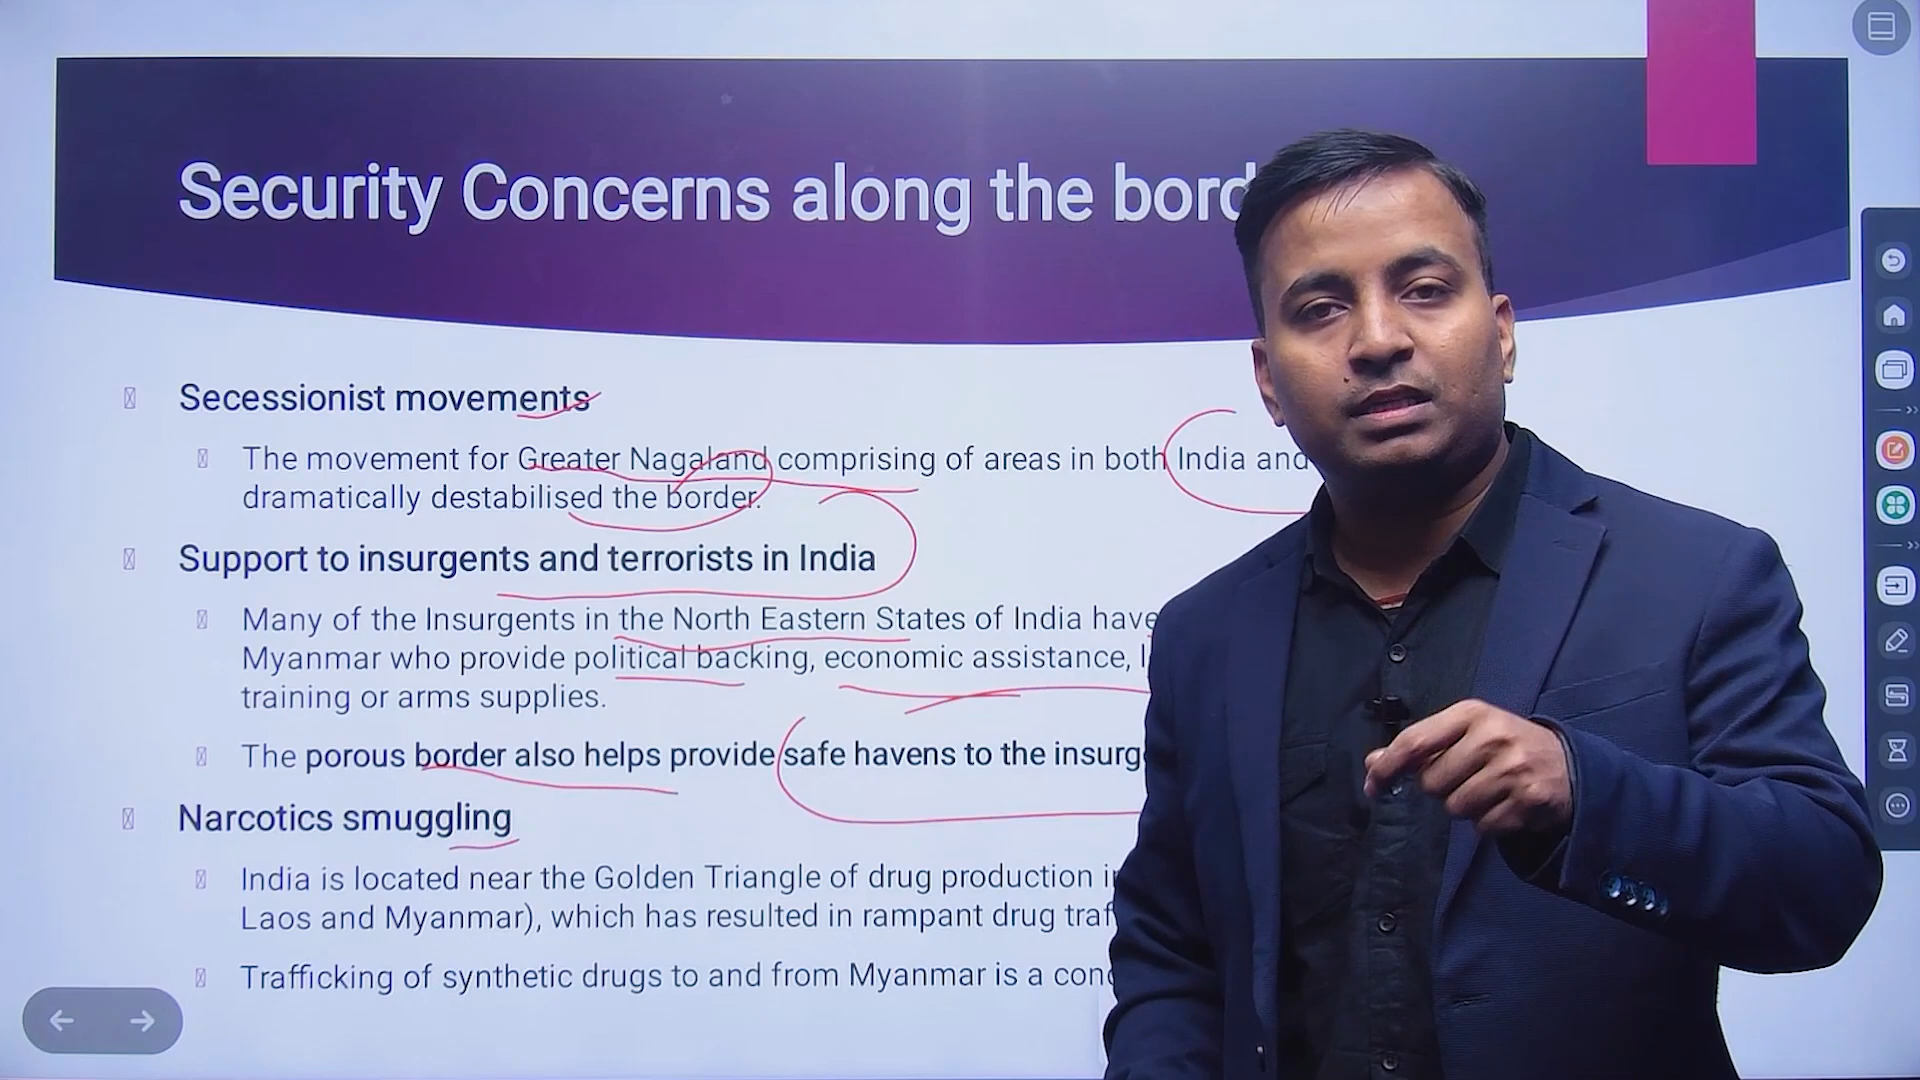 Security Concerns along the bord
Secessionist movements
The movement for Greater Nagaland comprising of areas in both India and
dramatically destabilised the border.
Support to insurgents and terrorists in India
Many of the Insurgents in the North Eastern States of India have
Myanmar who provide political backing, economic assistance,
training or arms supplies.
The porous border also helps provide safe havens to the insurge
Narcotics smuggling
India is located near the Golden Triangle of drug production
Laos and Myanmar), which has resulted in rampant drug traf
Trafficking of synthetic drugs to and from Myanmar is a conc